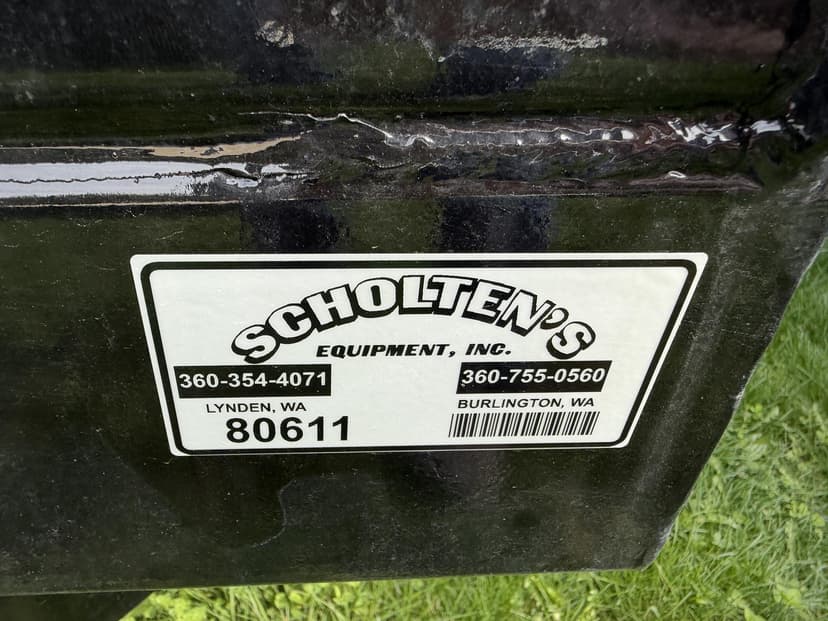 SCHOLTEN'S
EQUIPMENT, INC.
360-354-4071
LYNDEN, WA
80611
360-755-0560
BURLINGTON, WA